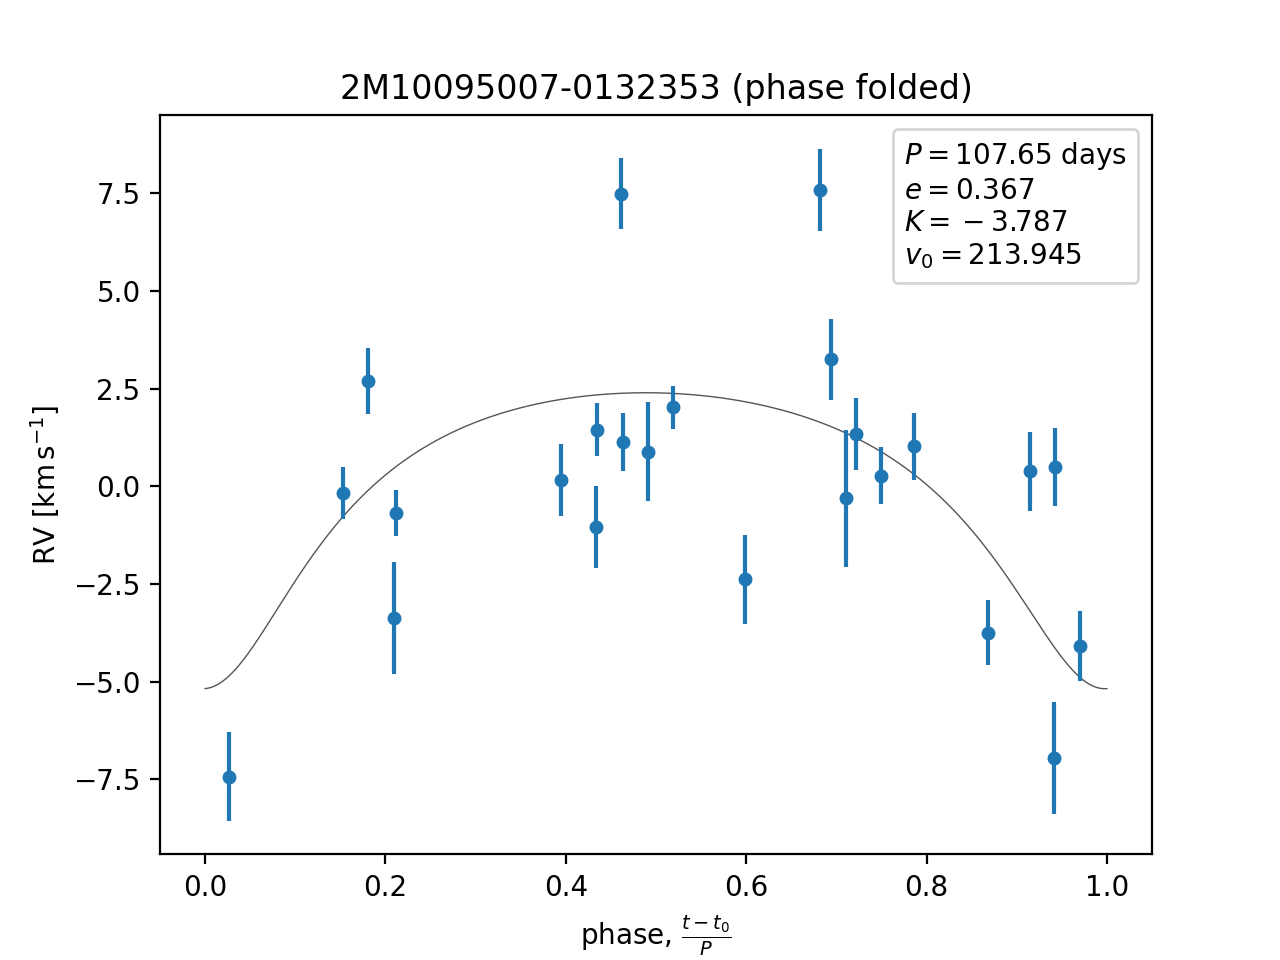 2M10095007-0132353 (phase folded)
P = 107.65 days
e = 0.367
K = −3.787
v₀ = 213.945
7.5
5.0
2.5
0.0
−2.5
−5.0
−7.5
RV [km s⁻¹]
0.0 0.2 0.4 0.6 0.8 1.0
phase, (t − t₀)/P